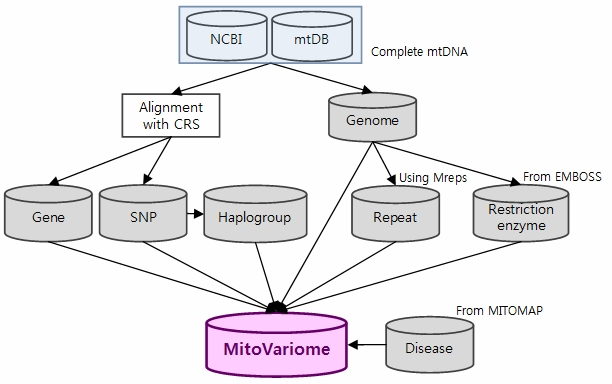 NCBI
mtDB
Complete mtDNA
Alignment
with CRS
Genome
Using Mreps
From EMBOSS
Gene
SNP
Haplogroup
Repeat
Restriction
enzyme
From MITOMAP
MitoVariome
Disease